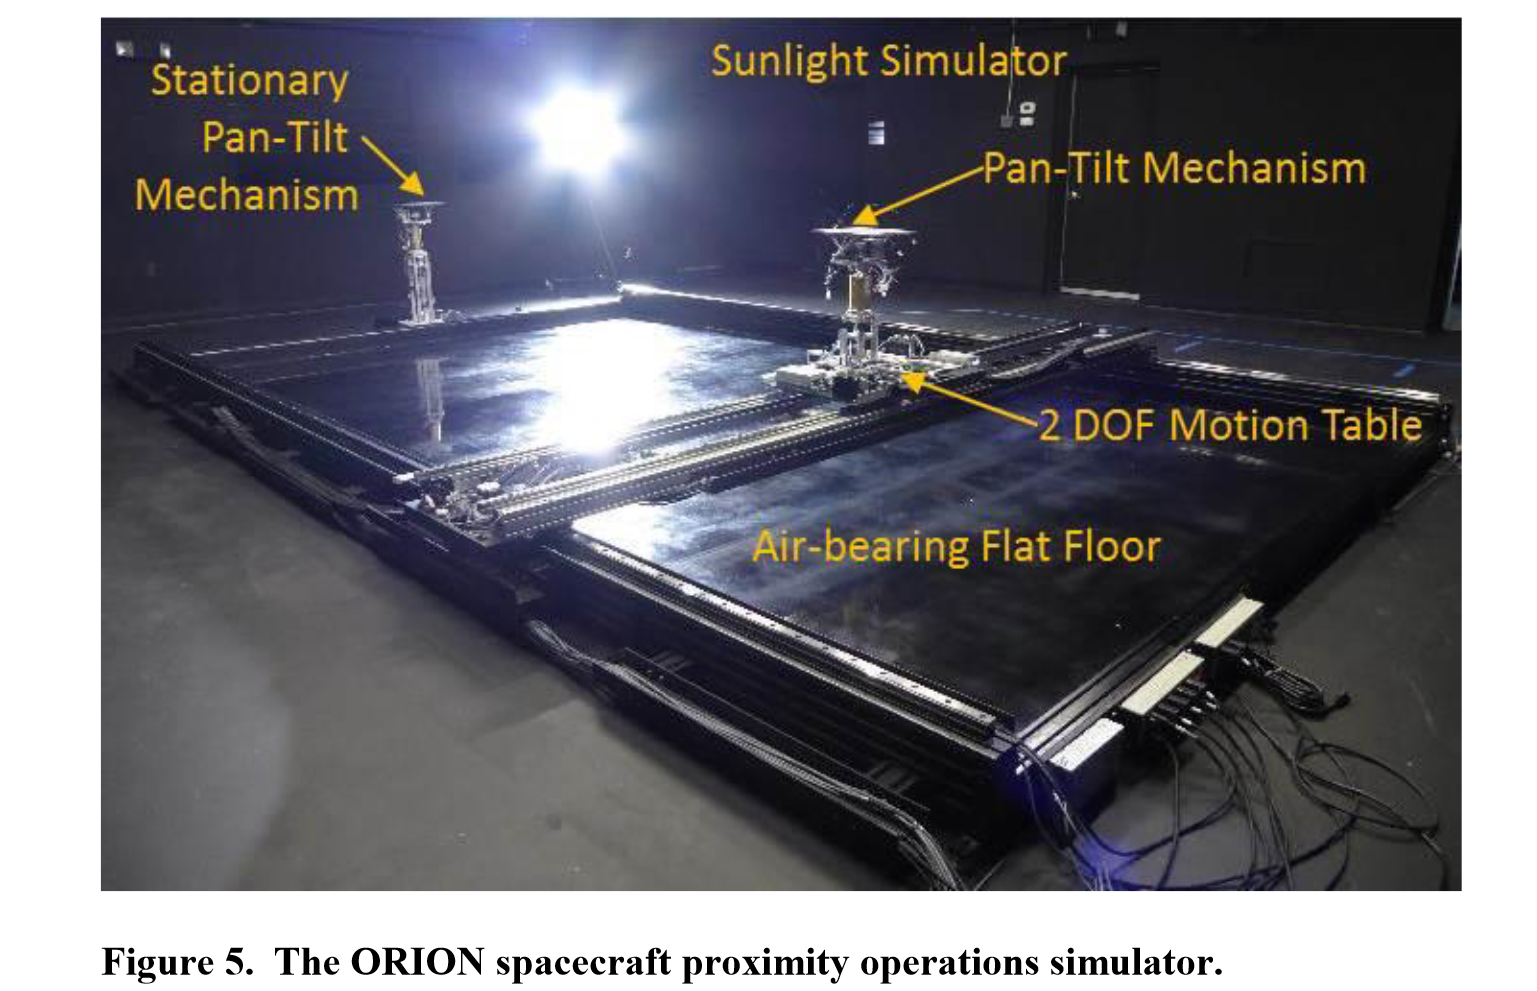 Stationary
Pan-Tilt
Mechanism
Sunlight Simulator
Pan-Tilt Mechanism
2 DOF Motion Table
Air-bearing Flat Floor
Figure 5.  The ORION spacecraft proximity operations simulator.